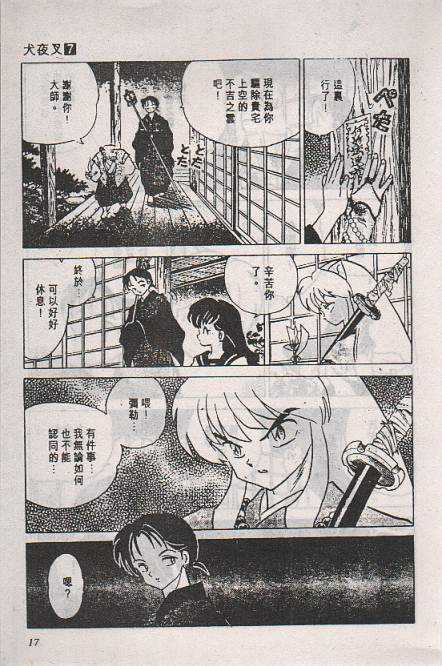 犬夜叉7
這裏
行了！
ペた
現在為你
驅除貴宅
上空的
不吉之雲
吧！
とた
とた
謝謝你！
大師。
辛苦你
了。
終於…
可以好好
休息！
喂！
彌勒…
有件事…
我無論如何
也不能
認同的…
嗯？
17